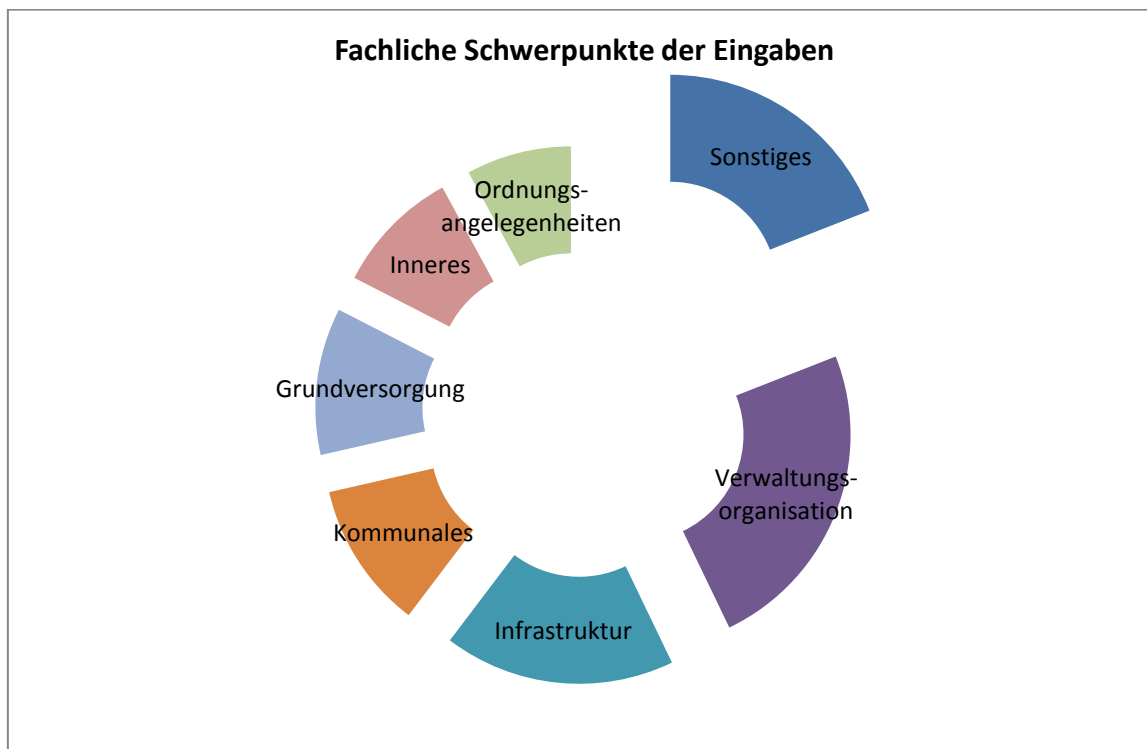 Fachliche Schwerpunkte der Eingaben
Sonstiges
Ordnungs-
angelegenheiten
Inneres
Grundversorgung
Verwaltungs-
organisation
Kommunales
Infrastruktur